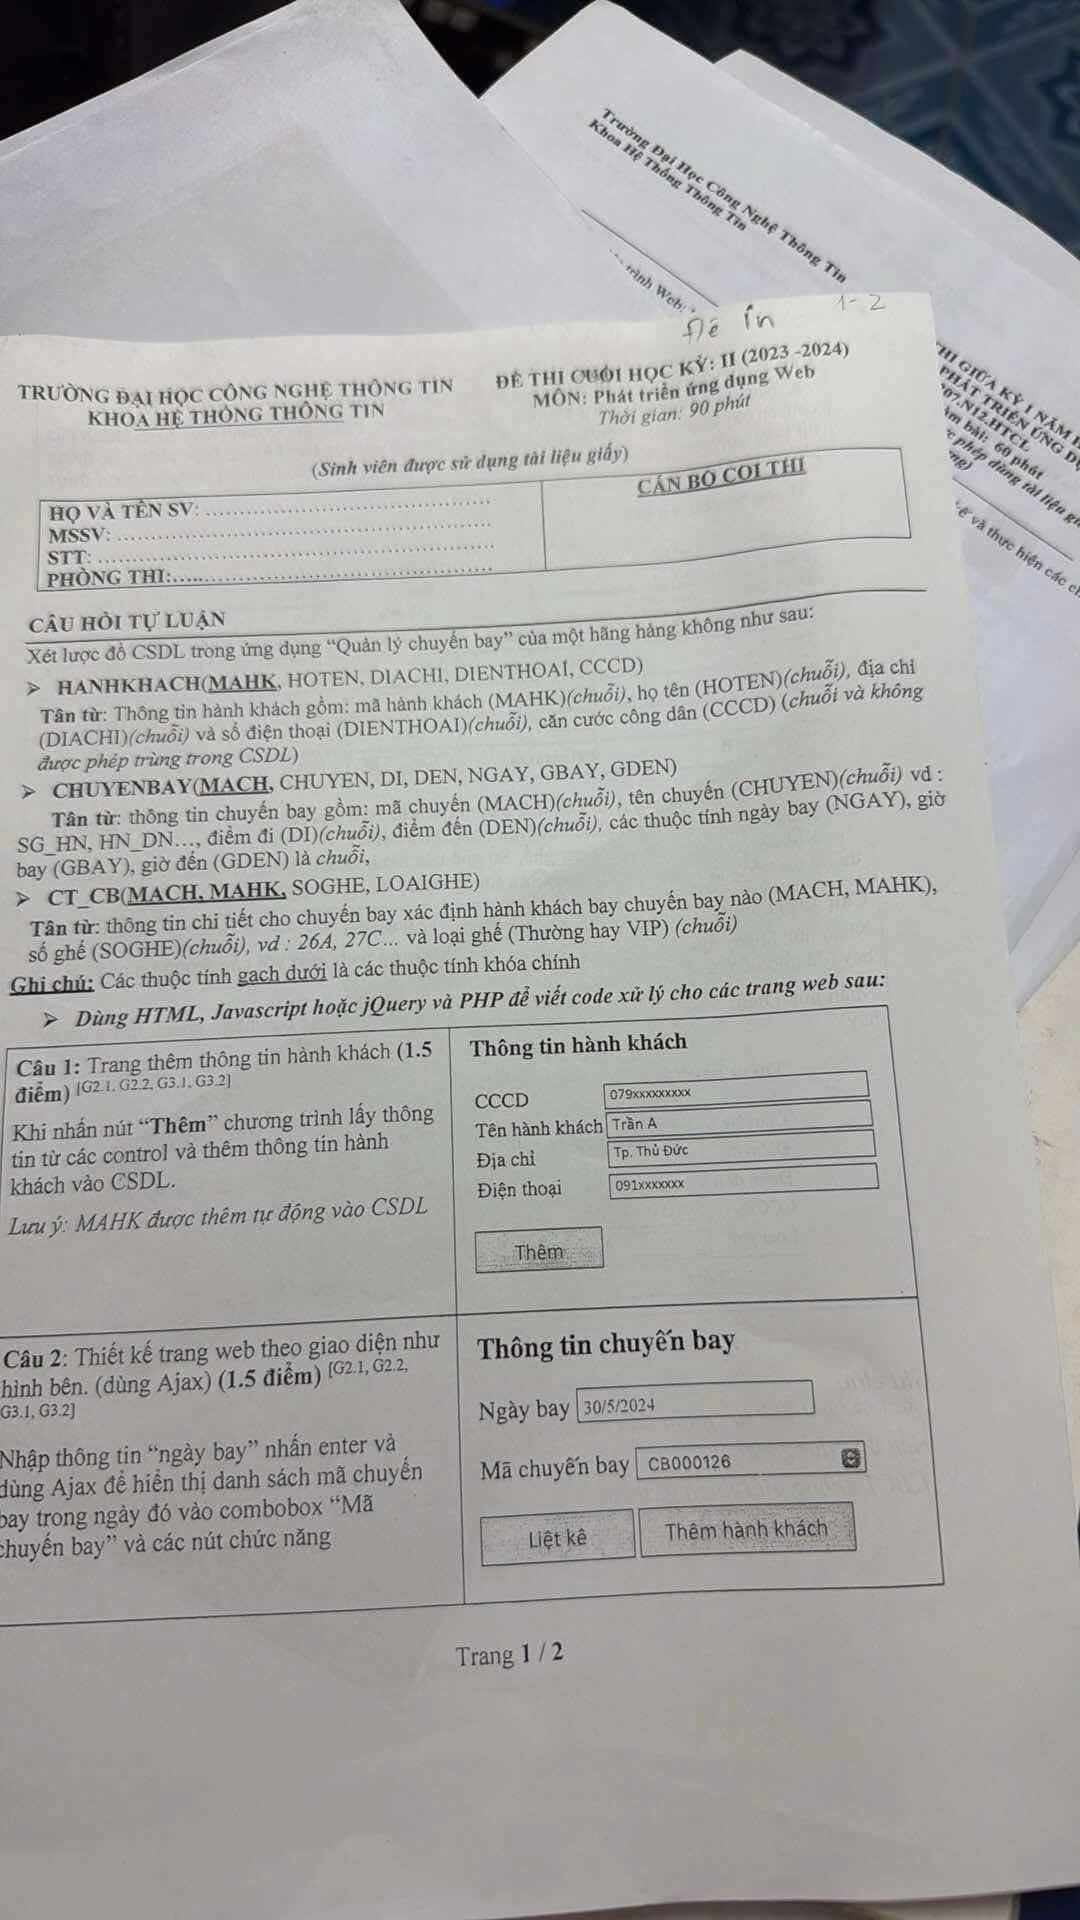 Trường Đại Học Công Nghệ Thông Tin
Khoa Hệ Thống Thông Tin
trình Web:
Đề in 1-2
HI GIỮA KỲ I NĂM
PHÁT TRIỂN ỨNG
07.N12.HTCL
àm bài: 60 phút
phép dùng tài liệu
ng)
kế và thực hiện các
TRƯỜNG ĐẠI HỌC CÔNG NGHỆ THÔNG TIN
KHOA HỆ THỐNG THÔNG TIN
ĐỀ THI CUỐI HỌC KỲ: II (2023 -2024)
MÔN: Phát triển ứng dụng Web
Thời gian: 90 phút
(Sinh viên được sử dụng tài liệu giấy)
HỌ VÀ TÊN SV: ..................................................
MSSV: ..................................................
STT: ..................................................
PHÒNG THI:..................................................
CÁN BỘ COI THI
CÂU HỎI TỰ LUẬN
Xét lược đồ CSDL trong ứng dụng “Quản lý chuyến bay” của một hãng hàng không như sau:
➢ HANHKHACH(MAHK, HOTEN, DIACHI, DIENTHOAI, CCCD)
Tân từ: Thông tin hành khách gồm: mã hành khách (MAHK)(chuỗi), họ tên (HOTEN)(chuỗi), địa chỉ
(DIACHI)(chuỗi) và số điện thoại (DIENTHOAI)(chuỗi), căn cước công dân (CCCD) (chuỗi và không
được phép trùng trong CSDL)
➢ CHUYENBAY(MACH, CHUYEN, DI, DEN, NGAY, GBAY, GDEN)
Tân từ: thông tin chuyến bay gồm: mã chuyến (MACH)(chuỗi), tên chuyến (CHUYEN)(chuỗi) vd :
SG_HN, HN_DN…, điểm đi (DI)(chuỗi), điểm đến (DEN)(chuỗi), các thuộc tính ngày bay (NGAY), giờ
bay (GBAY), giờ đến (GDEN) là chuỗi,
➢ CT_CB(MACH, MAHK, SOGHE, LOAIGHE)
Tân từ: thông tin chi tiết cho chuyến bay xác định hành khách bay chuyến bay nào (MACH, MAHK),
số ghế (SOGHE)(chuỗi), vd : 26A, 27C… và loại ghế (Thường hay VIP) (chuỗi)
Ghi chú: Các thuộc tính gạch dưới là các thuộc tính khóa chính
➢ Dùng HTML, Javascript hoặc jQuery và PHP để viết code xử lý cho các trang web sau:
Câu 1: Trang thêm thông tin hành khách (1.5
điểm) [G2.1, G2.2, G3.1, G3.2]
Khi nhấn nút “Thêm” chương trình lấy thông
tin từ các control và thêm thông tin hành
khách vào CSDL.
Lưu ý: MAHK được thêm tự động vào CSDL
Thông tin hành khách
CCCD 079xxxxxxxxx
Tên hành khách Trần A
Địa chỉ Tp. Thủ Đức
Điện thoại 091xxxxxxx
Thêm
Câu 2: Thiết kế trang web theo giao diện như
hình bên. (dùng Ajax) (1.5 điểm) [G2.1, G2.2,
G3.1, G3.2]
Nhập thông tin “ngày bay” nhấn enter và
dùng Ajax để hiển thị danh sách mã chuyến
bay trong ngày đó vào combobox “Mã
chuyến bay” và các nút chức năng
Thông tin chuyến bay
Ngày bay 30/5/2024
Mã chuyến bay CB000126
Liệt kê Thêm hành khách
Trang 1 / 2